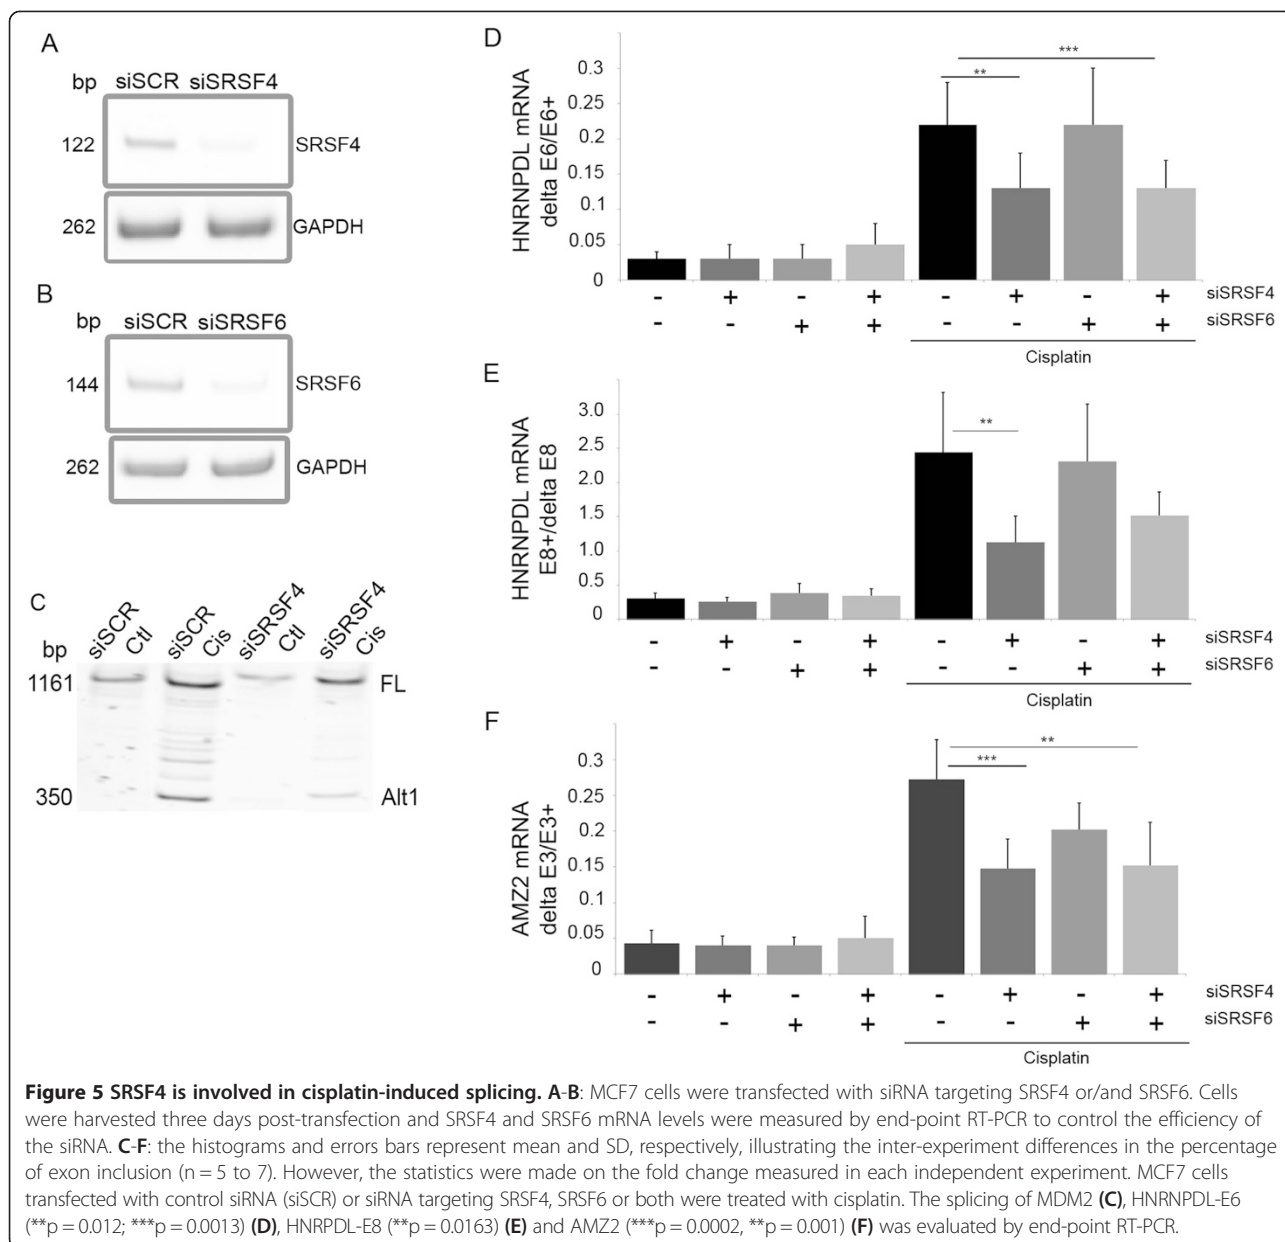 A
bp siSCR siSRSF4
122 SRSF4
262 GAPDH
B
bp siSCR siSRSF6
144 SRSF6
262 GAPDH
C
bp siSCR Ctl siSCR Cis siSRSF4 Ctl siSRSF4 Cis
1161 FL
350 Alt1
D
HNRNPDL mRNA
delta E6/E6+
0.3
0.25
0.2
0.15
0.1
0.05
0
** ***
- + - + - + - + siSRSF4
- - + + - - + + siSRSF6
Cisplatin
E
HNRNPDL mRNA
E8+/delta E8
3.0
2.5
2.0
1.5
1.0
0.5
0
**
- + - + - + - + siSRSF4
- - + + - - + + siSRSF6
Cisplatin
F
AMZ2 mRNA
delta E3/E3+
0.3
0.25
0.2
0.15
0.1
0.05
0
*** **
- + - + - + - + siSRSF4
- - + + - - + + siSRSF6
Cisplatin
Figure 5 SRSF4 is involved in cisplatin-induced splicing. A-B: MCF7 cells were transfected with siRNA targeting SRSF4 or/and SRSF6. Cells
were harvested three days post-transfection and SRSF4 and SRSF6 mRNA levels were measured by end-point RT-PCR to control the efficiency of
the siRNA. C-F: the histograms and errors bars represent mean and SD, respectively, illustrating the inter-experiment differences in the percentage
of exon inclusion (n = 5 to 7). However, the statistics were made on the fold change measured in each independent experiment. MCF7 cells
transfected with control siRNA (siSCR) or siRNA targeting SRSF4, SRSF6 or both were treated with cisplatin. The splicing of MDM2 (C), HNRNPDL-E6
(**p = 0.012; ***p = 0.0013) (D), HNRPDL-E8 (**p = 0.0163) (E) and AMZ2 (***p = 0.0002, **p = 0.001) (F) was evaluated by end-point RT-PCR.